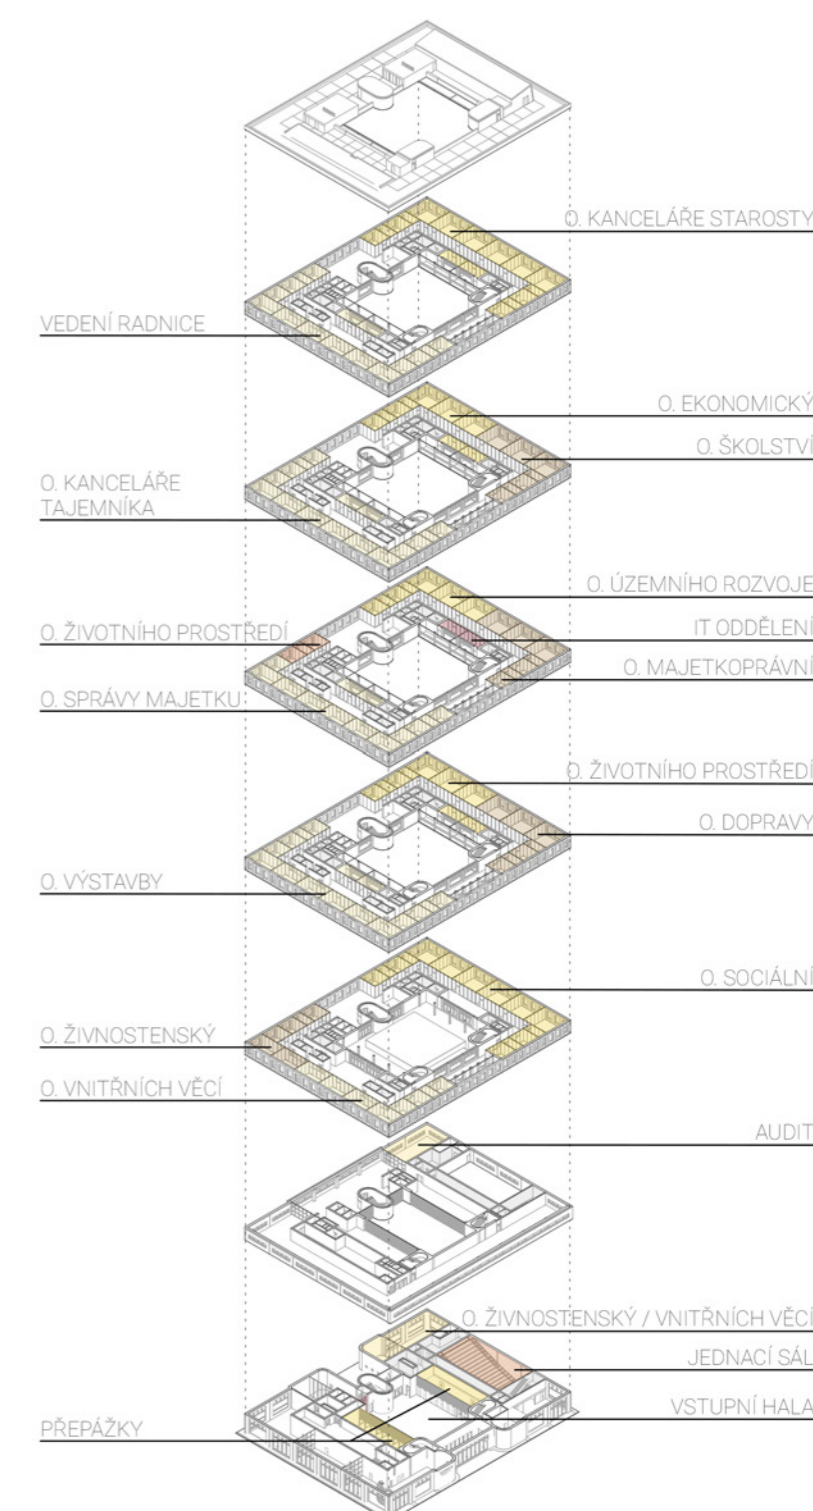 O. KANCELÁŘE STAROSTY
VEDENÍ RADNICE
O. EKONOMICKÝ
O. ŠKOLSTVÍ
O. KANCELÁŘE
TAJEMNÍKA
O. ÚZEMNÍHO ROZVOJE
O. ŽIVOTNÍHO PROSTŘEDÍ
IT ODDĚLENÍ
O. MAJETKOPRÁVNÍ
O. SPRÁVY MAJETKU
O. ŽIVOTNÍHO PROSTŘEDÍ
O. DOPRAVY
O. VÝSTAVBY
O. SOCIÁLNÍ
O. ŽIVNOSTENSKÝ
O. VNITŘNÍCH VĚCÍ
AUDIT
O. ŽIVNOSTENSKÝ / VNITŘNÍCH VĚCÍ
JEDNACÍ SÁL
VSTUPNÍ HALA
PŘEPÁŽKY